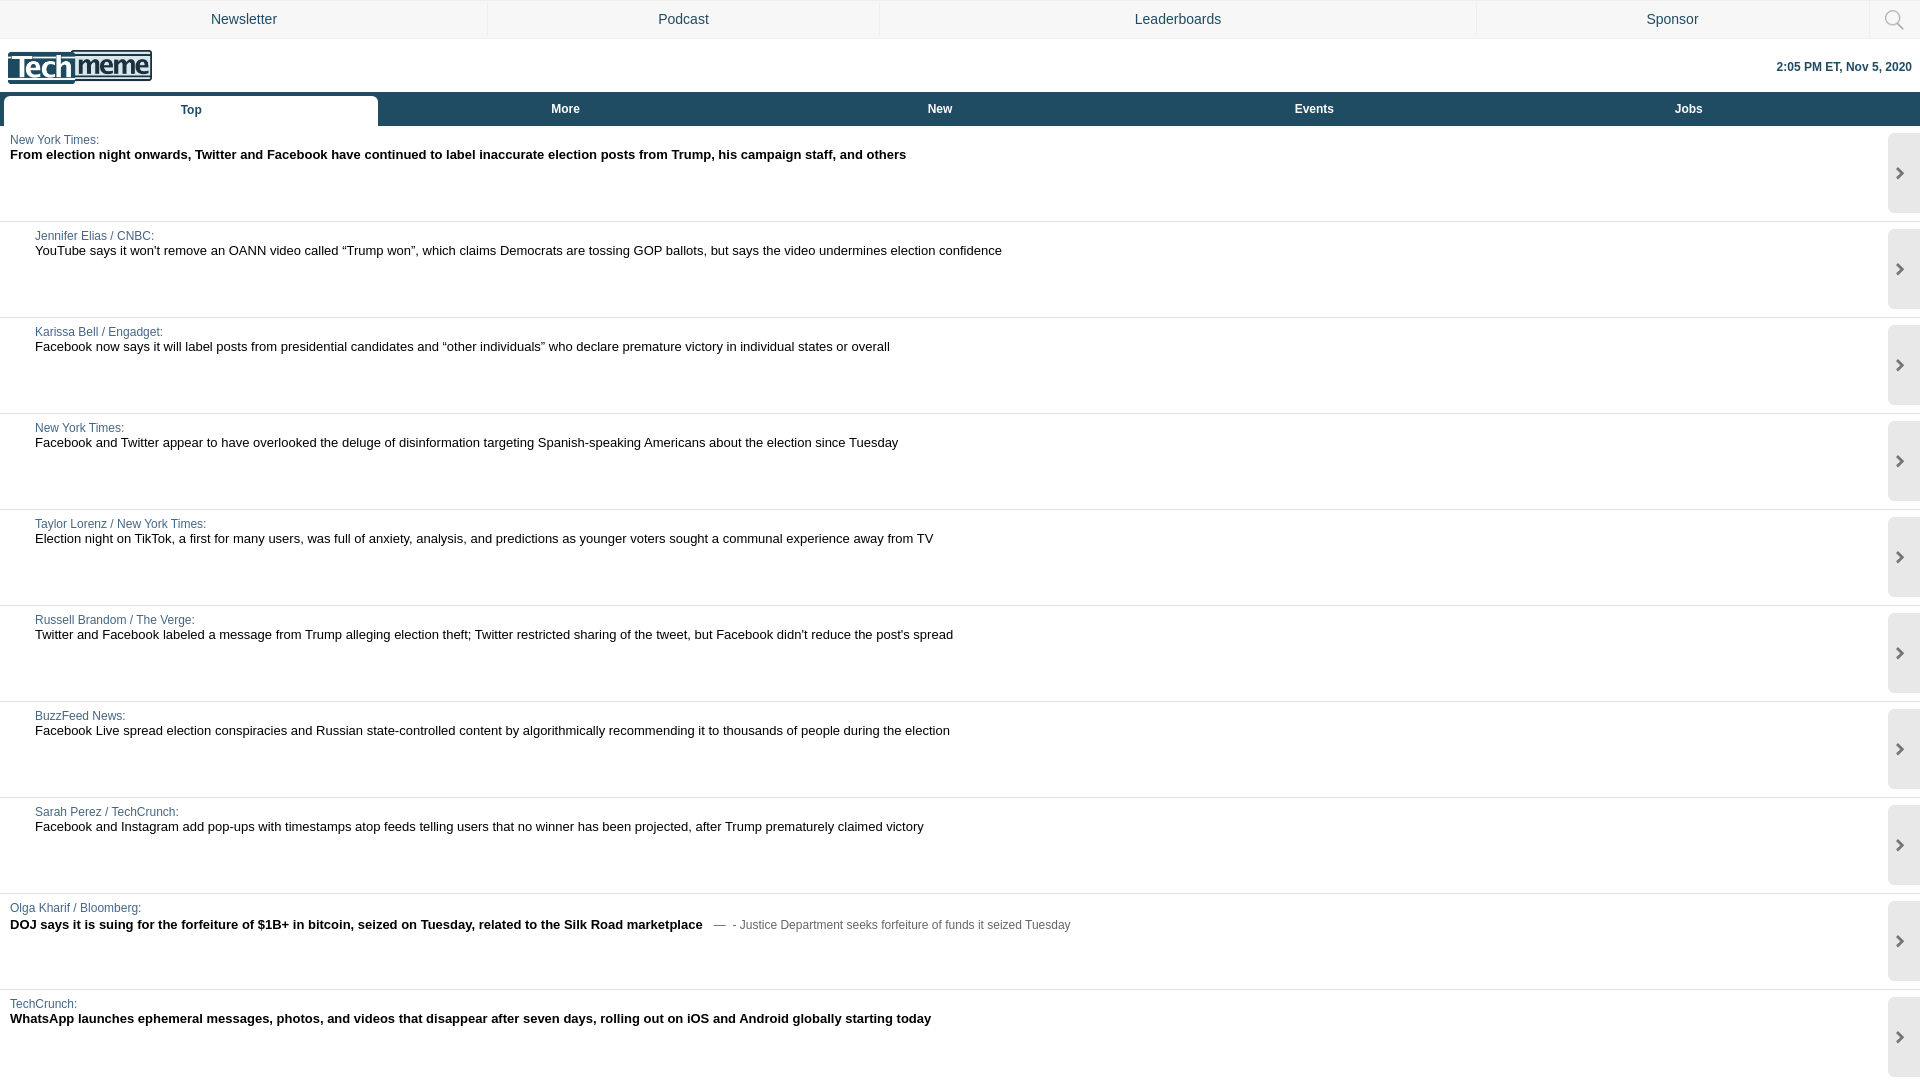 Newsletter
Podcast
Leaderboards
Sponsor
Techmeme
2:05 PM ET, Nov 5, 2020
Top
More
New
Events
Jobs
New York Times:
From election night onwards, Twitter and Facebook have continued to label inaccurate election posts from Trump, his campaign staff, and others
Jennifer Elias / CNBC:
YouTube says it won't remove an OANN video called “Trump won”, which claims Democrats are tossing GOP ballots, but says the video undermines election confidence
Karissa Bell / Engadget:
Facebook now says it will label posts from presidential candidates and “other individuals” who declare premature victory in individual states or overall
New York Times:
Facebook and Twitter appear to have overlooked the deluge of disinformation targeting Spanish-speaking Americans about the election since Tuesday
Taylor Lorenz / New York Times:
Election night on TikTok, a first for many users, was full of anxiety, analysis, and predictions as younger voters sought a communal experience away from TV
Russell Brandom / The Verge:
Twitter and Facebook labeled a message from Trump alleging election theft; Twitter restricted sharing of the tweet, but Facebook didn't reduce the post's spread
BuzzFeed News:
Facebook Live spread election conspiracies and Russian state-controlled content by algorithmically recommending it to thousands of people during the election
Sarah Perez / TechCrunch:
Facebook and Instagram add pop-ups with timestamps atop feeds telling users that no winner has been projected, after Trump prematurely claimed victory
Olga Kharif / Bloomberg:
DOJ says it is suing for the forfeiture of $1B+ in bitcoin, seized on Tuesday, related to the Silk Road marketplace — - Justice Department seeks forfeiture of funds it seized Tuesday
TechCrunch:
WhatsApp launches ephemeral messages, photos, and videos that disappear after seven days, rolling out on iOS and Android globally starting today